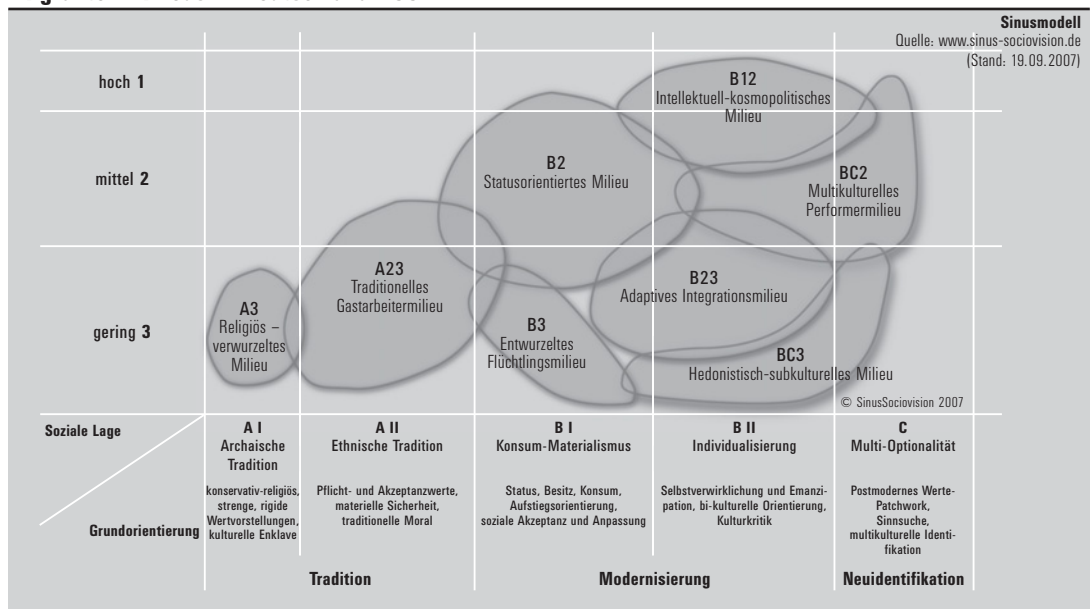 Sinusmodell
Quelle: www.sinus-sociovision.de
(Stand: 19.09.2007)
hoch 1
mittel 2
gering 3
B12
Intellektuell-kosmopolitisches
Milieu
B2
Statusorientiertes Milieu
BC2
Multikulturelles
Performermilieu
A23
Traditionelles
Gastarbeitermilieu
B23
Adaptives Integrationsmilieu
A3
Religiös –
verwurzeltes
Milieu
B3
Entwurzeltes
Flüchtlingsmilieu
BC3
Hedonistisch-subkulturelles Milieu
© SinusSociovision 2007
Soziale Lage
Grundorientierung
A I
Archaische
Tradition
konservativ-religiös,
strenge, rigide
Wertvorstellungen,
kulturelle Enklave
A II
Ethnische Tradition
Pflicht- und Akzeptanzwerte,
materielle Sicherheit,
traditionelle Moral
B I
Konsum-Materialismus
Status, Besitz, Konsum,
Aufstiegsorientierung,
soziale Akzeptanz und Anpassung
B II
Individualisierung
Selbstverwirklichung und Emanzi-
pation, bi-kulturelle Orientierung,
Kulturkritik
C
Multi-Optionalität
Postmodernes Werte-
Patchwork,
Sinnsuche,
multikulturelle Identi-
fikation
Tradition
Modernisierung
Neuidentifikation